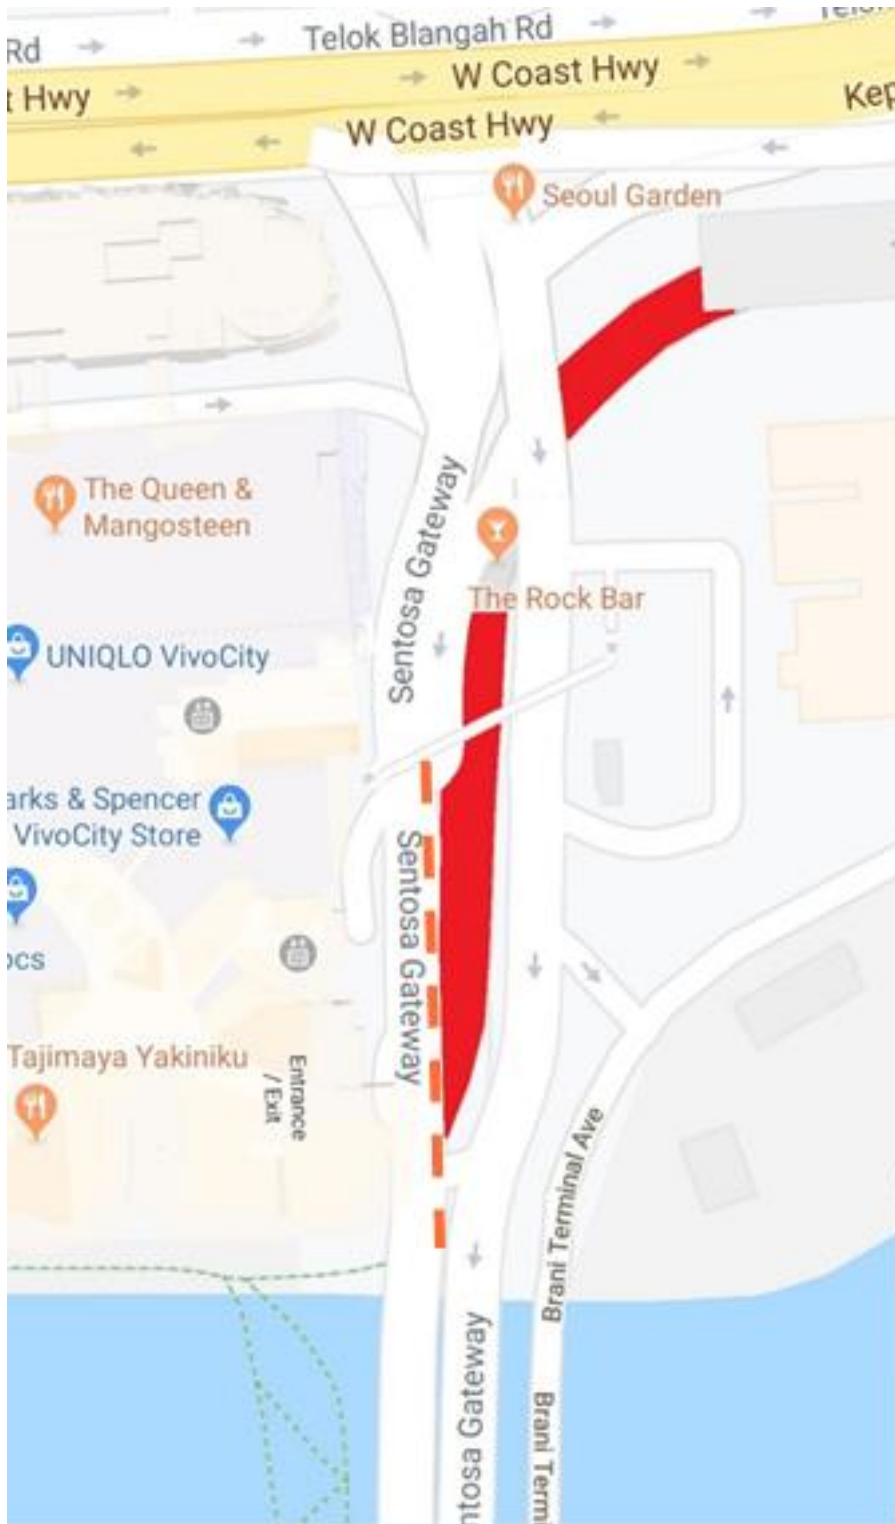 Rd
Telok Blangah Rd
t Hwy
W Coast Hwy
Kep
W Coast Hwy
Seoul Garden
The Queen &
Mangosteen
Sentosa Gateway
The Rock Bar
UNIQLO VivoCity
arks & Spencer
VivoCity Store
Sentosa Gateway
ocs
Tajimaya Yakiniku
Entrance
/ Exit
Brani Terminal Ave
ntosa Gateway
Brani Termi